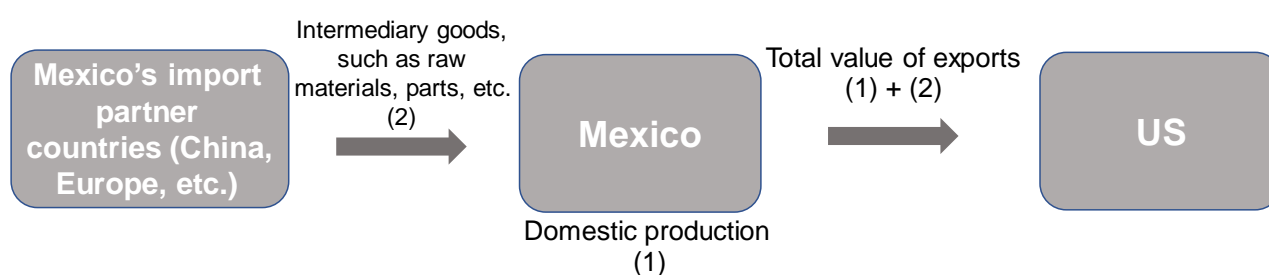 Mexico's import
partner
countries (China,
Europe, etc.)
Intermediary goods,
such as raw
materials, parts, etc.
(2)
Mexico
Domestic production
(1)
Total value of exports
(1) + (2)
US